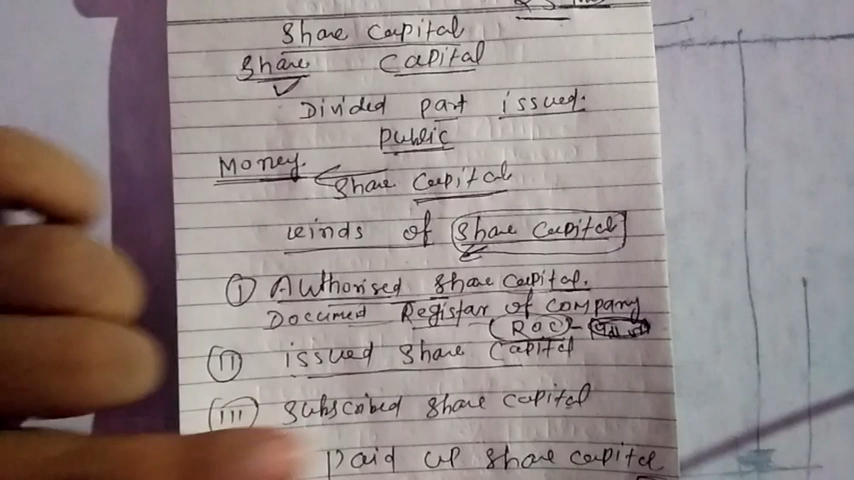 Share Capital
Share Capital
Divided part issued.
Public
Money.
Share Capital
kinds of Share Capital
I Authorised Share Capital.
Document Registar of Company
(ROC)-
II issued Share Capital
III Subscribed Share Capital
Paid up Share Capital